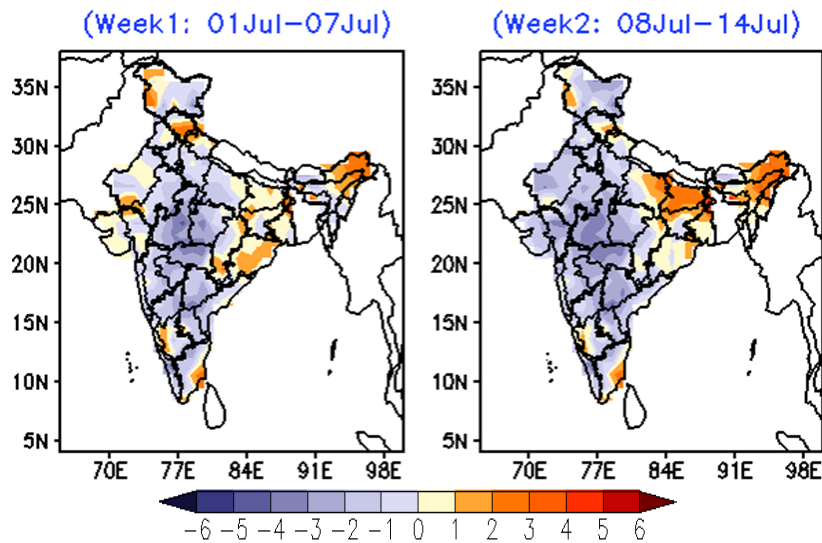 (Week1: 01Jul-07Jul)
(Week2: 08Jul-14Jul)
35N
30N
25N
20N
15N
10N
5N
70E 77E 84E 91E 98E
35N
30N
25N
20N
15N
10N
5N
70E 77E 84E 91E 98E
-6 -5 -4 -3 -2 -1 0 1 2 3 4 5 6